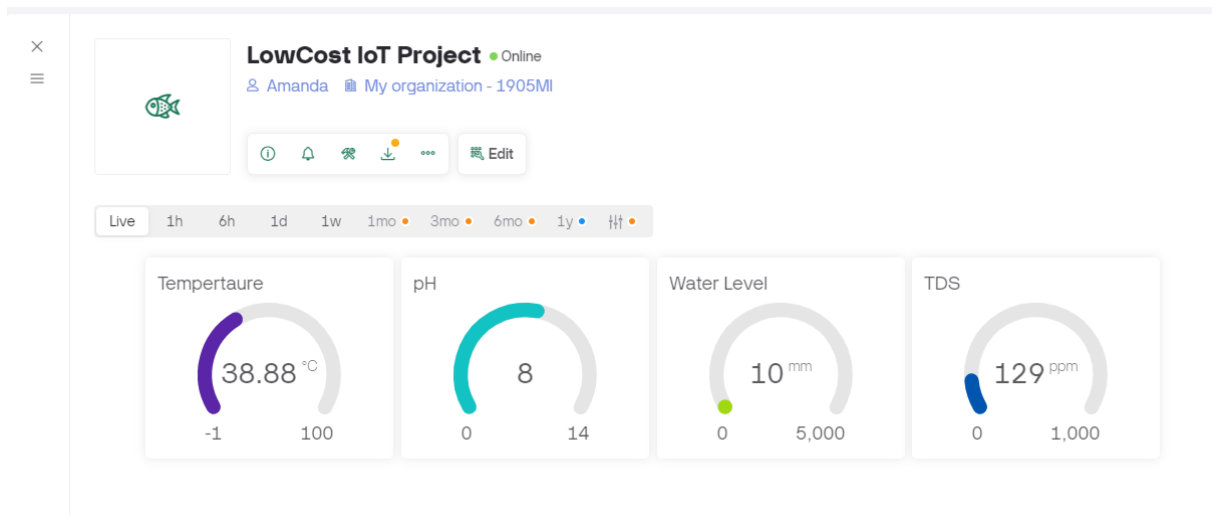 LowCost IoT Project Online
Amanda My organization - 1905MI
Edit
Live 1h 6h 1d 1w 1mo 3mo 6mo 1y
Tempertaure pH Water Level TDS
38.88 °C 8 10 mm 129 ppm
-1 100 0 14 0 5,000 0 1,000